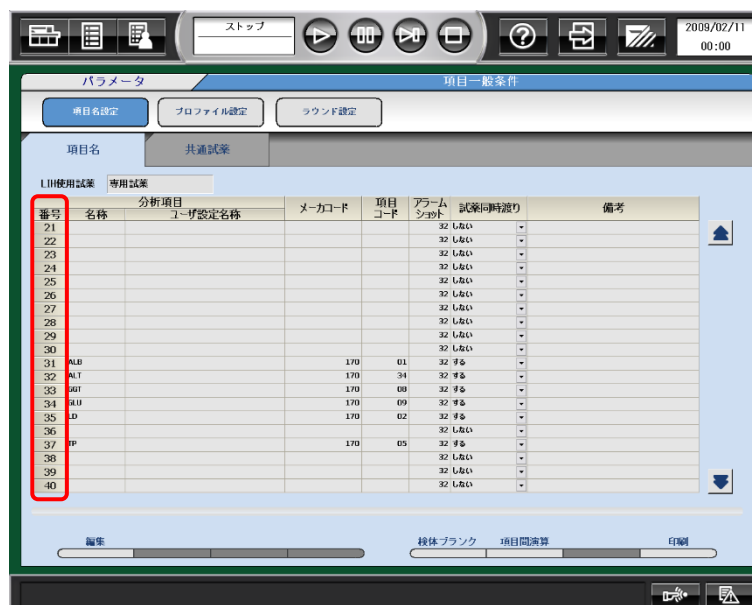 ストップ
2009/02/11
00:00
パラメータ 項目一般条件
項目名設定 プロファイル設定 ラウンド設定
項目名 共通試薬
LIH使用試薬 専用試薬
番号 分析項目 名称 ユーザ設定名称 メーカコード 項目コード アラームショット 試薬同時渡り 備考
21 32 しない
22 32 しない
23 32 しない
24 32 しない
25 32 しない
26 32 しない
27 32 しない
28 32 しない
29 32 しない
30 32 しない
31 ALB 170 01 32 する
32 ALT 170 34 32 する
33 GGT 170 08 32 する
34 GLU 170 09 32 する
35 LD 170 02 32 する
36 32 しない
37 TP 170 05 32 する
38 32 しない
39 32 しない
40 32 しない
編集 検体ブランク 項目間演算 印刷